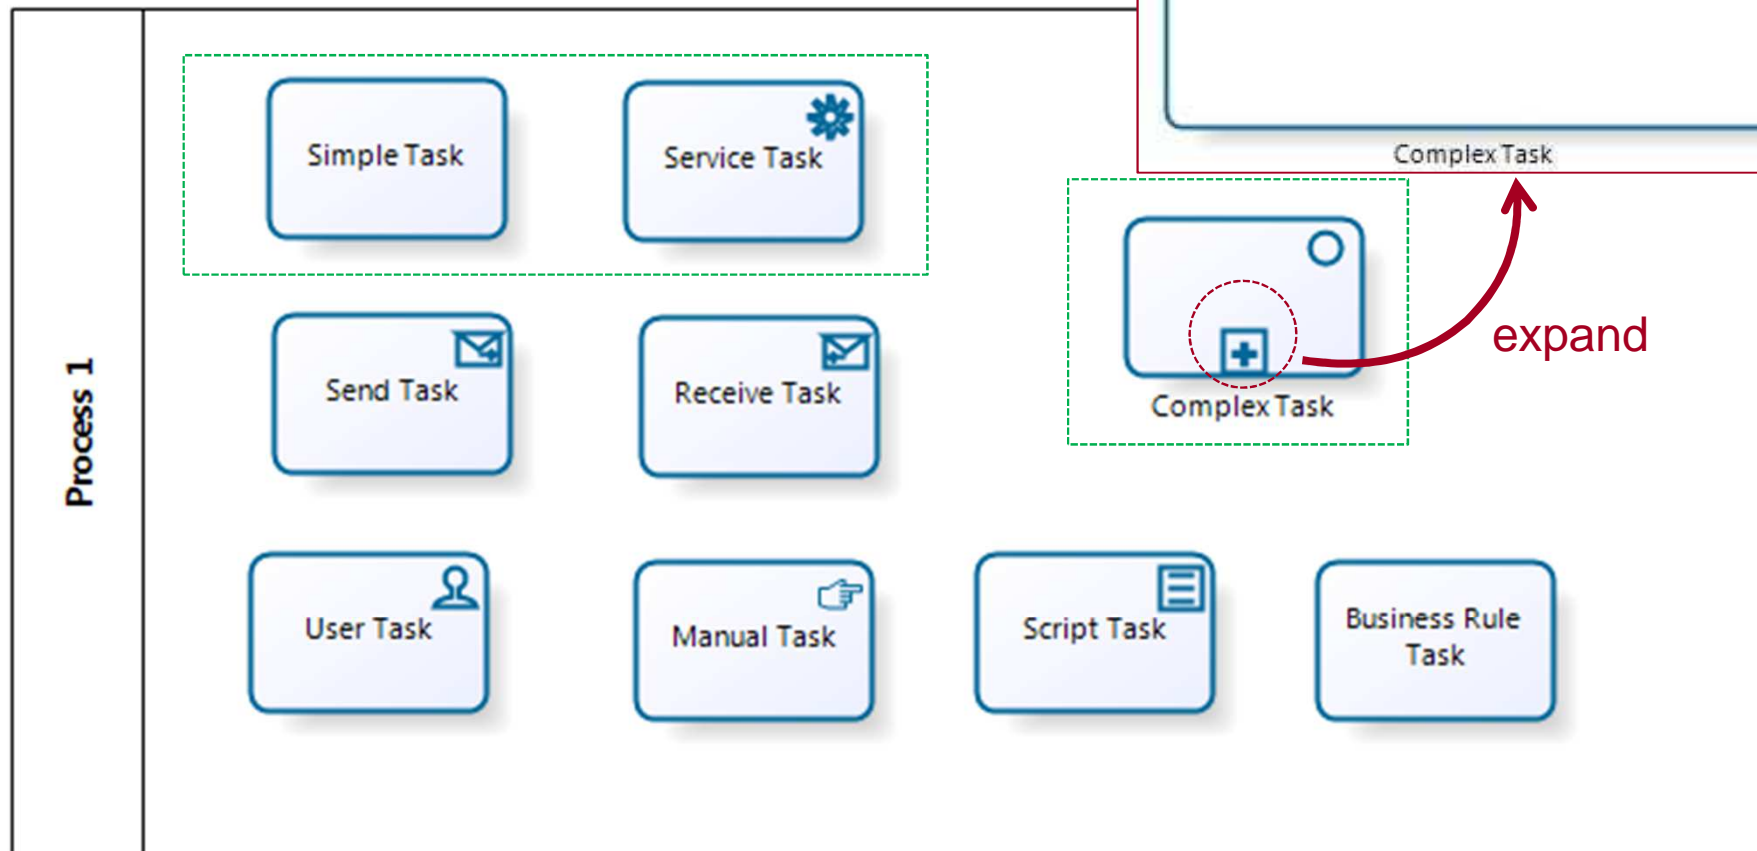 Process 1
Simple Task
Service Task
Complex Task
Send Task
Receive Task
Complex Task
expand
User Task
Manual Task
Script Task
Business Rule
Task